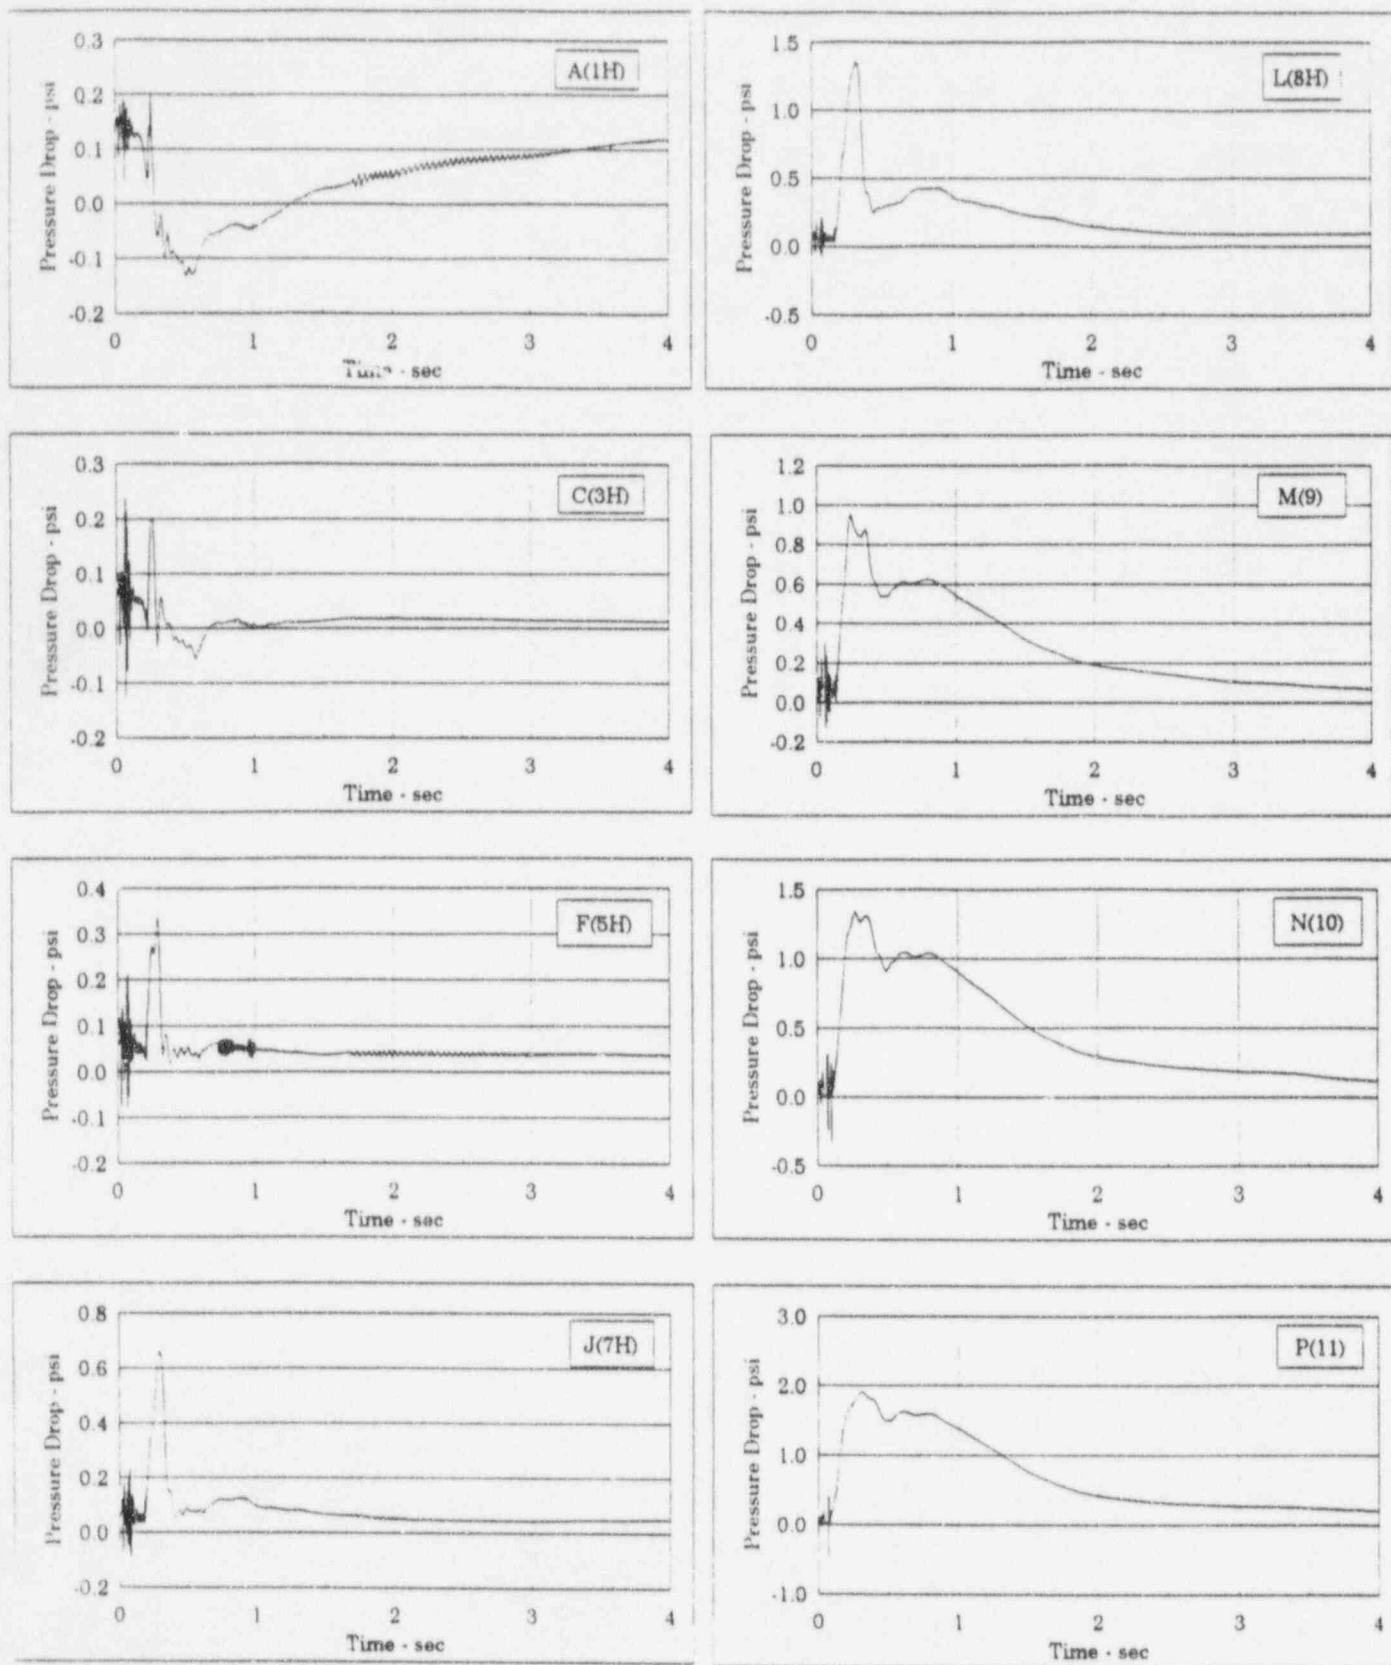 A(1H)
Pressure Drop - psi
0.3
0.2
0.1
0.0
-0.1
-0.2
0 1 2 3 4
Time - sec
L(8H)
Pressure Drop - psi
1.5
1.0
0.5
0.0
-0.5
0 1 2 3 4
Time - sec
C(3H)
Pressure Drop - psi
0.3
0.2
0.1
0.0
-0.1
-0.2
0 1 2 3 4
Time - sec
M(9)
Pressure Drop - psi
1.2
1.0
0.8
0.6
0.4
0.2
0.0
-0.2
0 1 2 3 4
Time - sec
F(5H)
Pressure Drop - psi
0.4
0.3
0.2
0.1
0.0
-0.1
-0.2
0 1 2 3 4
Time - sec
N(10)
Pressure Drop - psi
1.5
1.0
0.5
0.0
-0.5
0 1 2 3 4
Time - sec
J(7H)
Pressure Drop - psi
0.8
0.6
0.4
0.2
0.0
-0.2
0 1 2 3 4
Time - sec
P(11)
Pressure Drop - psi
3.0
2.0
1.0
0.0
-1.0
0 1 2 3 4
Time - sec